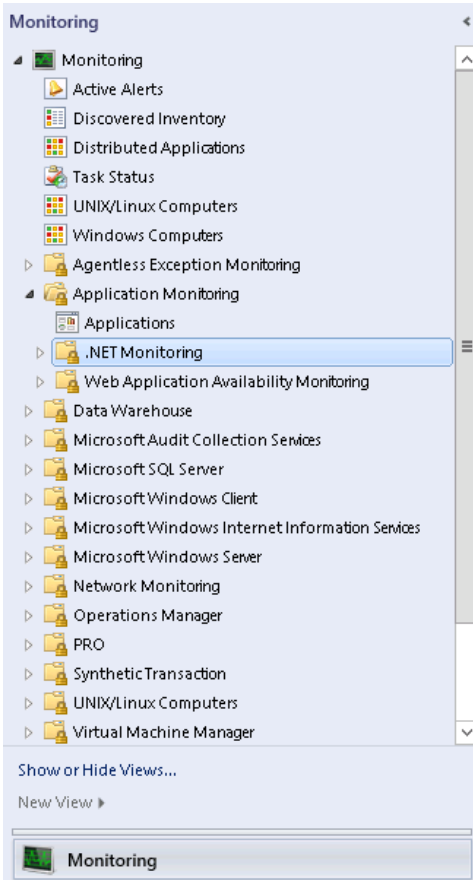 Monitoring
Monitoring
Active Alerts
Discovered Inventory
Distributed Applications
Task Status
UNIX/Linux Computers
Windows Computers
Agentless Exception Monitoring
Application Monitoring
Applications
.NET Monitoring
Web Application Availability Monitoring
Data Warehouse
Microsoft Audit Collection Services
Microsoft SQL Server
Microsoft Windows Client
Microsoft Windows Internet Information Services
Microsoft Windows Server
Network Monitoring
Operations Manager
PRO
Synthetic Transaction
UNIX/Linux Computers
Virtual Machine Manager
Show or Hide Views...
New View
Monitoring